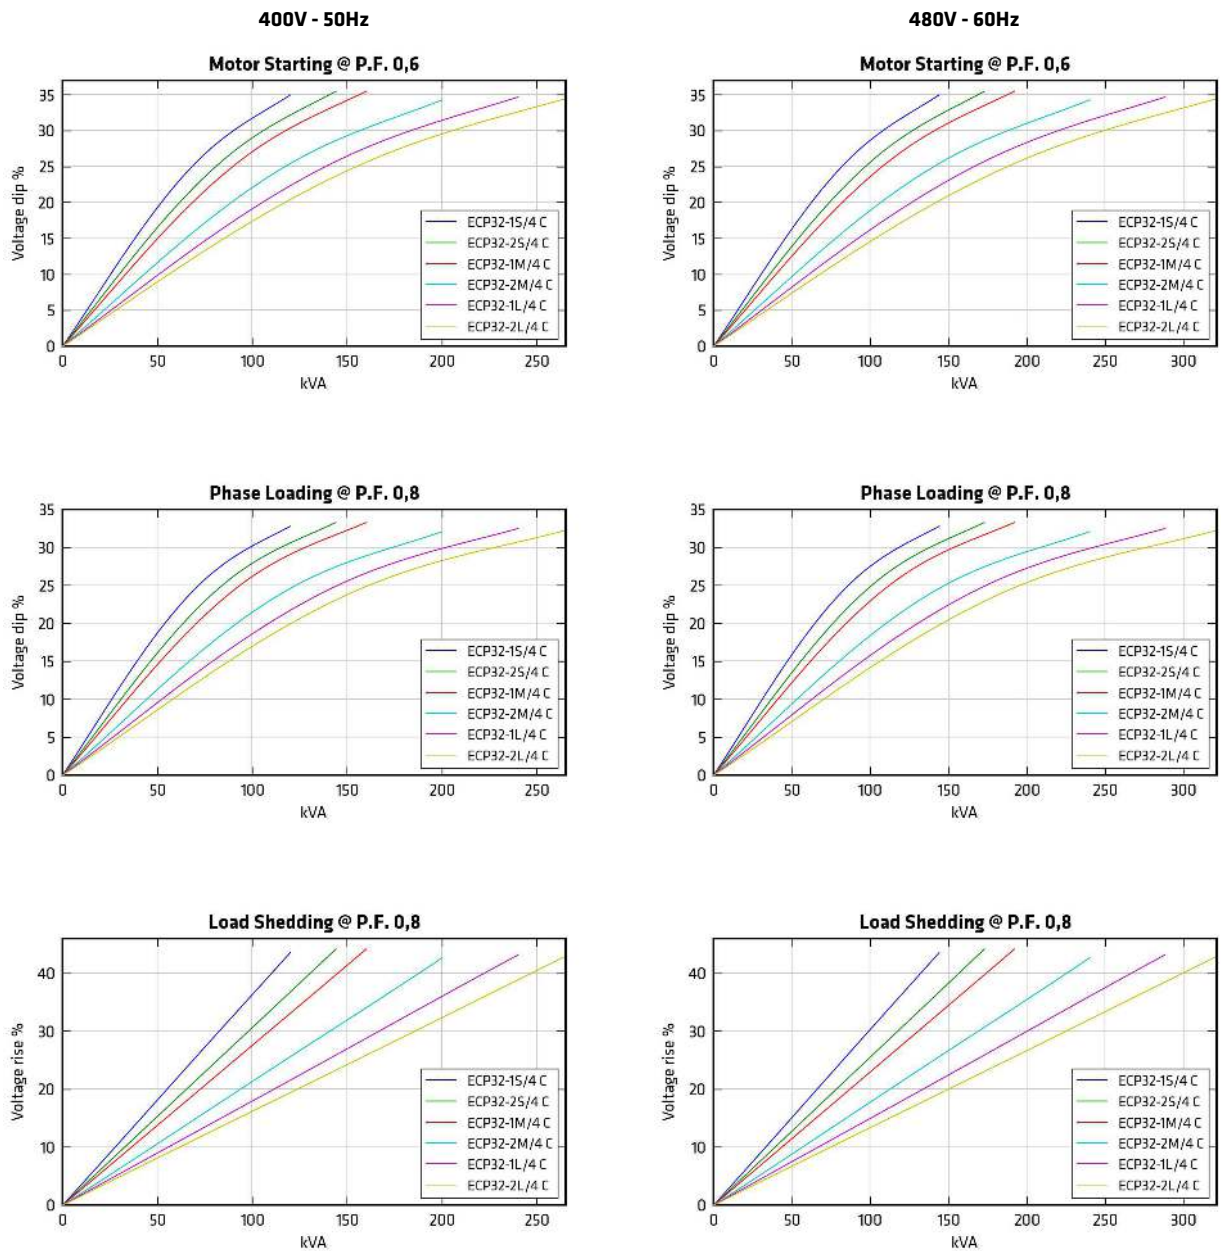 400V - 50Hz
480V - 60Hz
Motor Starting @ P.F. 0,6
Voltage dip %
35
30
25
20
15
10
5
0
ECP32-1S/4 C
ECP32-2S/4 C
ECP32-1M/4 C
ECP32-2M/4 C
ECP32-1L/4 C
ECP32-2L/4 C
0 50 100 150 200 250
kVA
Motor Starting @ P.F. 0,6
Voltage dip %
35
30
25
20
15
10
5
0
ECP32-1S/4 C
ECP32-2S/4 C
ECP32-1M/4 C
ECP32-2M/4 C
ECP32-1L/4 C
ECP32-2L/4 C
0 50 100 150 200 250 300
kVA
Phase Loading @ P.F. 0,8
Voltage dip %
35
30
25
20
15
10
5
0
ECP32-1S/4 C
ECP32-2S/4 C
ECP32-1M/4 C
ECP32-2M/4 C
ECP32-1L/4 C
ECP32-2L/4 C
0 50 100 150 200 250
kVA
Phase Loading @ P.F. 0,8
Voltage dip %
35
30
25
20
15
10
5
0
ECP32-1S/4 C
ECP32-2S/4 C
ECP32-1M/4 C
ECP32-2M/4 C
ECP32-1L/4 C
ECP32-2L/4 C
0 50 100 150 200 250 300
kVA
Load Shedding @ P.F. 0,8
Voltage rise %
40
30
20
10
0
ECP32-1S/4 C
ECP32-2S/4 C
ECP32-1M/4 C
ECP32-2M/4 C
ECP32-1L/4 C
ECP32-2L/4 C
0 50 100 150 200 250
kVA
Load Shedding @ P.F. 0,8
Voltage rise %
40
30
20
10
0
ECP32-1S/4 C
ECP32-2S/4 C
ECP32-1M/4 C
ECP32-2M/4 C
ECP32-1L/4 C
ECP32-2L/4 C
0 50 100 150 200 250 300
kVA